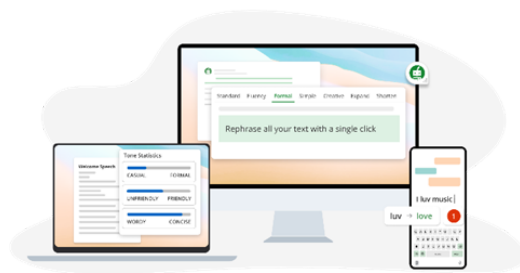 Standard Fluency Formal Simple Creative Expand Shorten
Rephrase all your text with a single click
Welcome Speech
Tone Statistics
CASUAL FORMAL
UNFRIENDLY FRIENDLY
WORDY CONCISE
I luv music
luv → love 1